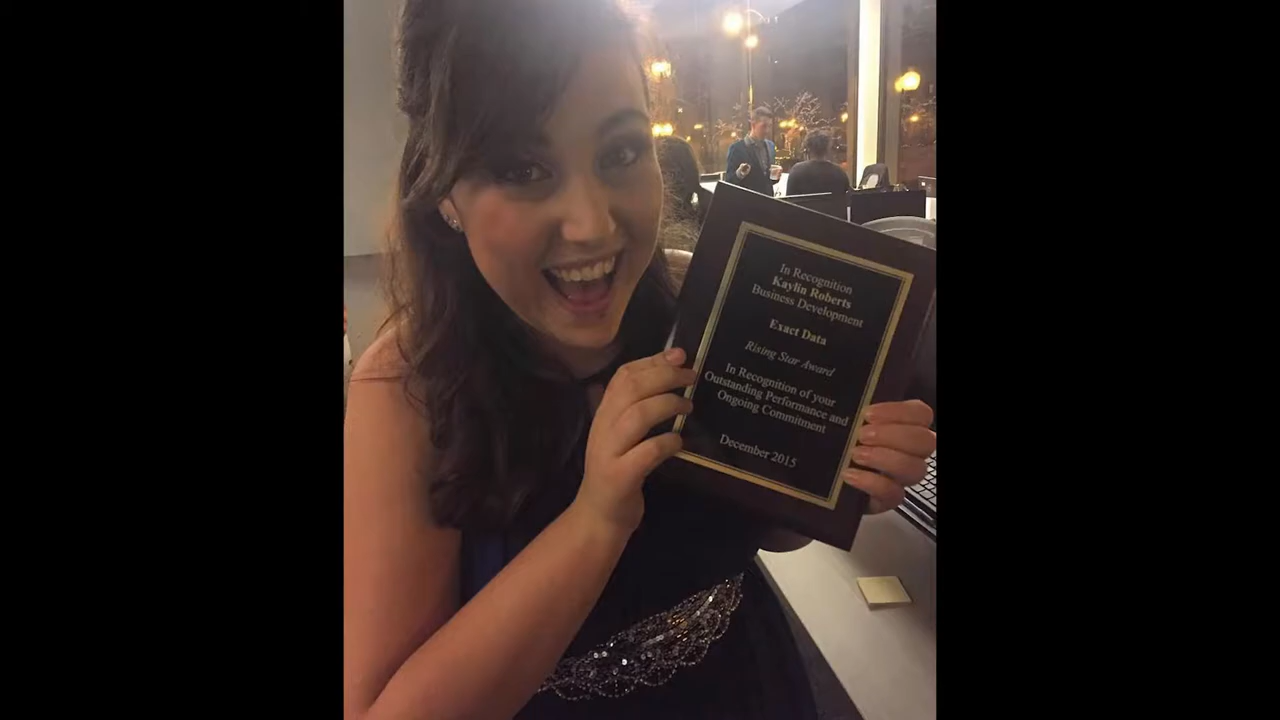 In Recognition
Kaylin Roberts
Business Development
Exact Data
Rising Star Award
In Recognition of your
Outstanding Performance and
Ongoing Commitment
December 2015